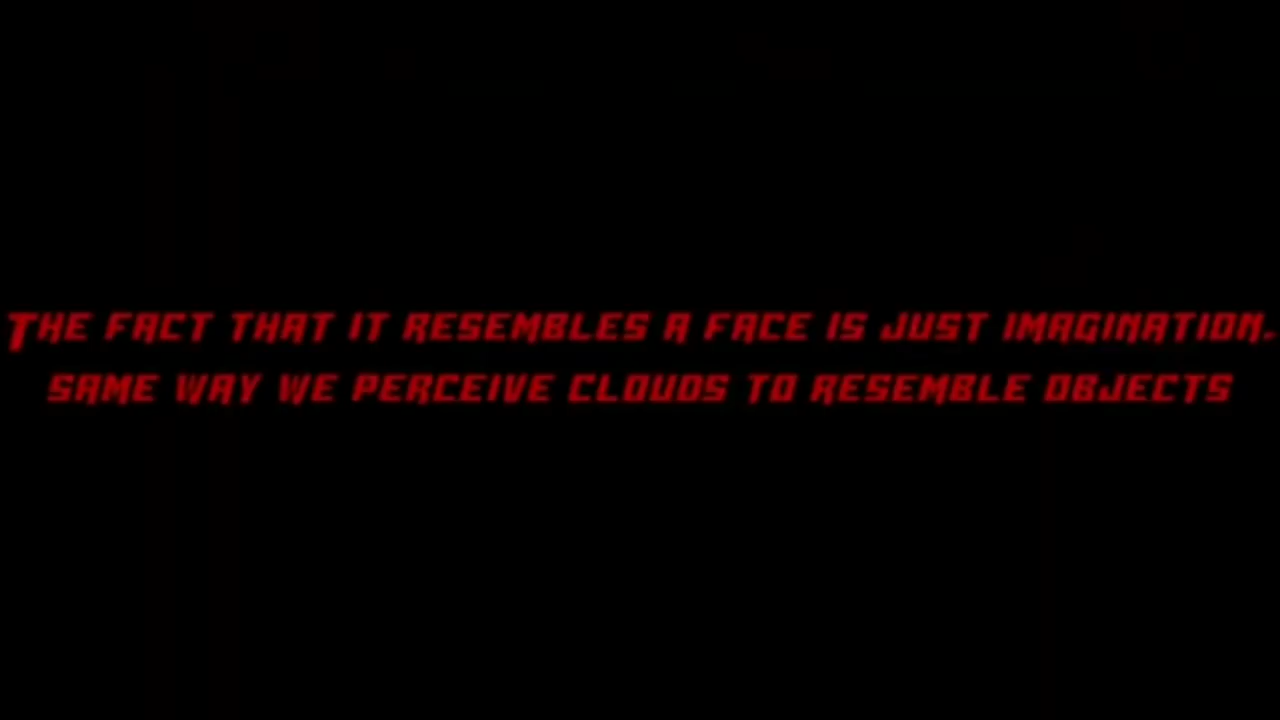 The fact that it resembles a face is just imagination.
same way we perceive clouds to resemble objects